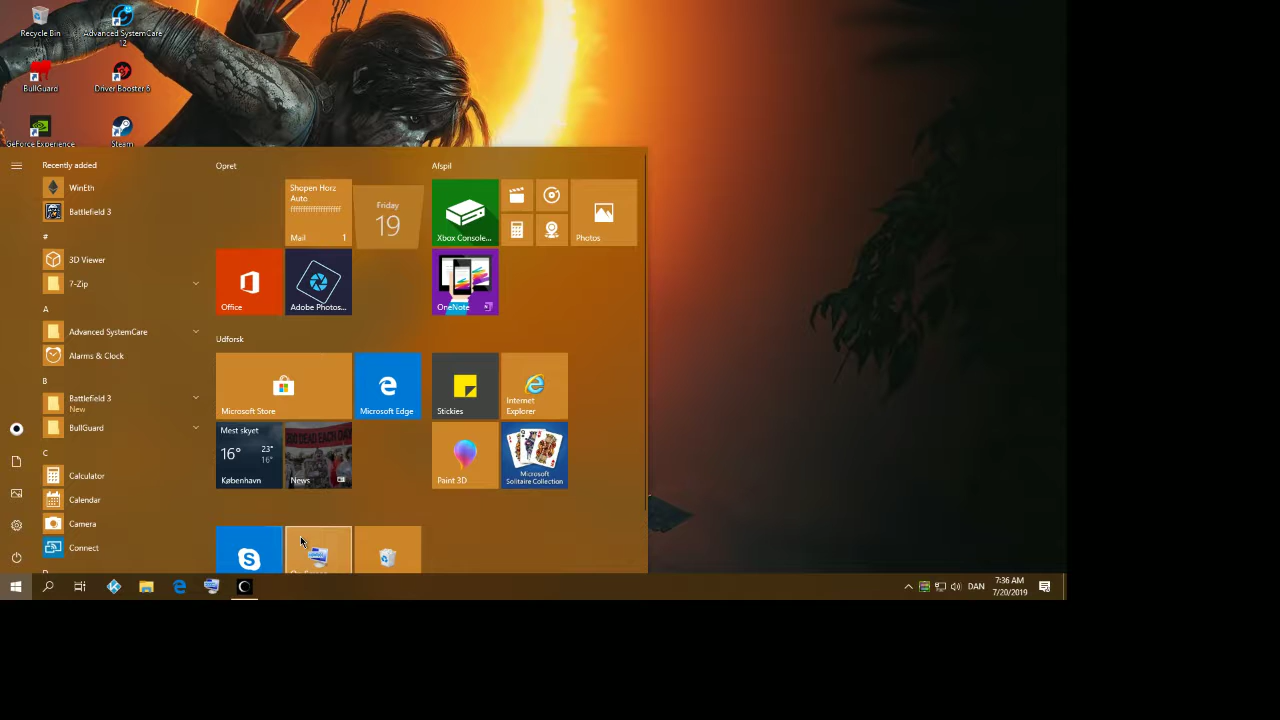 Recycle Bin
Advanced SystemCare
12
BullGuard
Driver Booster 6
GeForce Experience
Steam
Recently added
WinEth
Battlefield 3
#
3D Viewer
7-Zip
A
Advanced SystemCare
Alarms & Clock
B
Battlefield 3
New
BullGuard
C
Calculator
Calendar
Camera
Connect
Opret
Shopen Horz
Auto
Mail 1
Friday
19
Office
Adobe Photos...
Udforsk
Microsoft Store
Microsoft Edge
Mest skyet
16° 23°
16°
København
News
Afspil
Xbox Console...
Photos
OneNote
Stickies
Internet
Explorer
Paint 3D
Microsoft
Solitaire Collection
DAN
7:36 AM
7/20/2019